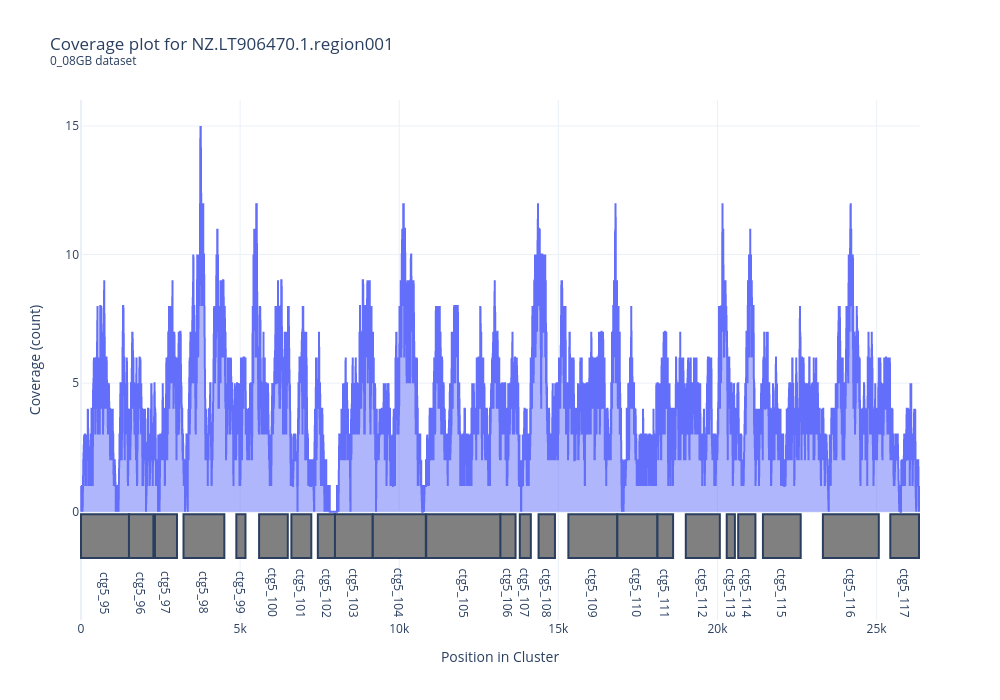 Coverage plot for NZ.LT906470.1.region001
0_08GB dataset
Coverage (count)
15
10
5
0
ctg5_95
ctg5_96
ctg5_97
ctg5_98
ctg5_99
ctg5_100
ctg5_101
ctg5_102
ctg5_103
ctg5_104
ctg5_105
ctg5_106
ctg5_107
ctg5_108
ctg5_109
ctg5_110
ctg5_111
ctg5_112
ctg5_113
ctg5_114
ctg5_115
ctg5_116
ctg5_117
0 5k 10k 15k 20k 25k
Position in Cluster